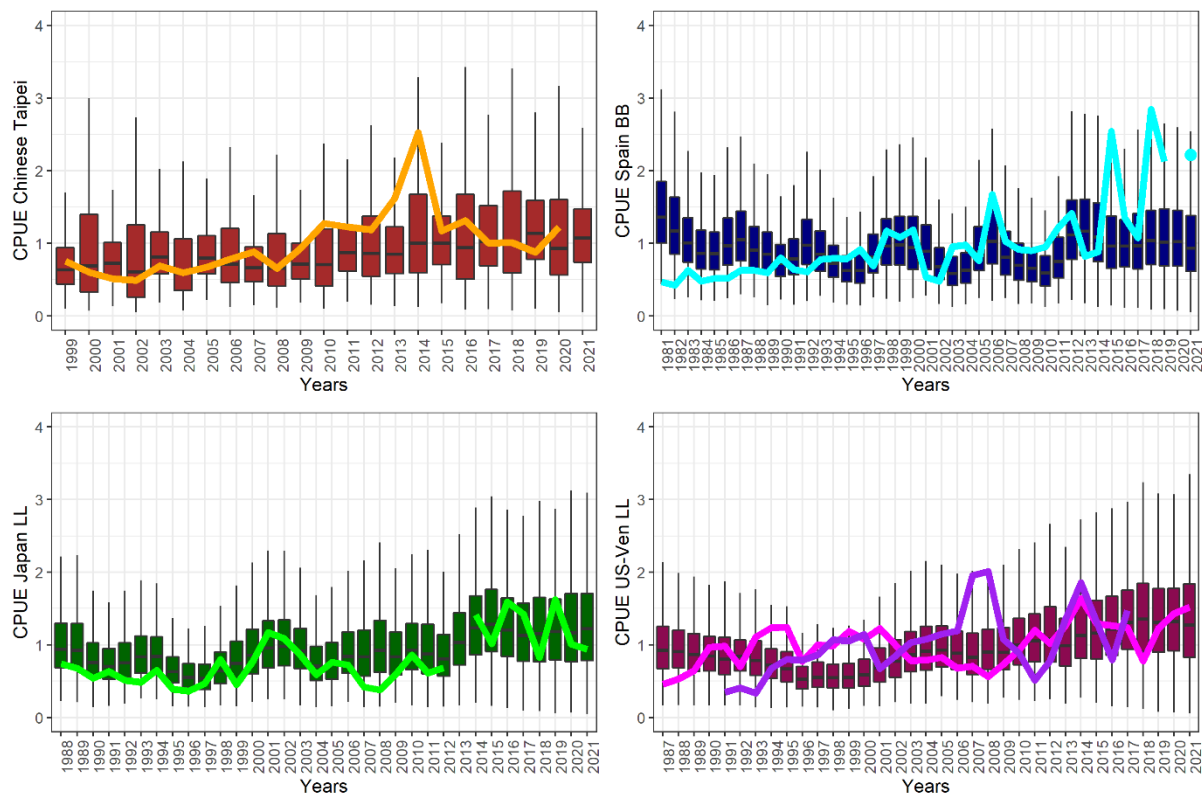 CPUE Chinese Taipei
4
3
2
1
0
1999 2000 2001 2002 2003 2004 2005 2006 2007 2008 2009 2010 2011 2012 2013 2014 2015 2016 2017 2018 2019 2020 2021
Years
CPUE Spain BB
4
3
2
1
0
1981 1982 1983 1984 1985 1986 1987 1988 1989 1990 1991 1992 1993 1994 1995 1996 1997 1998 1999 2000 2001 2002 2003 2004 2005 2006 2007 2008 2009 2010 2011 2012 2013 2014 2015 2016 2017 2018 2019 2020 2021
Years
CPUE Japan LL
4
3
2
1
0
1988 1989 1990 1991 1992 1993 1994 1995 1996 1997 1998 1999 2000 2001 2002 2003 2004 2005 2006 2007 2008 2009 2010 2011 2012 2013 2014 2015 2016 2017 2018 2019 2020 2021
Years
CPUE US-Ven LL
4
3
2
1
0
1987 1988 1989 1990 1991 1992 1993 1994 1995 1996 1997 1998 1999 2000 2001 2002 2003 2004 2005 2006 2007 2008 2009 2010 2011 2012 2013 2014 2015 2016 2017 2018 2019 2020 2021
Years